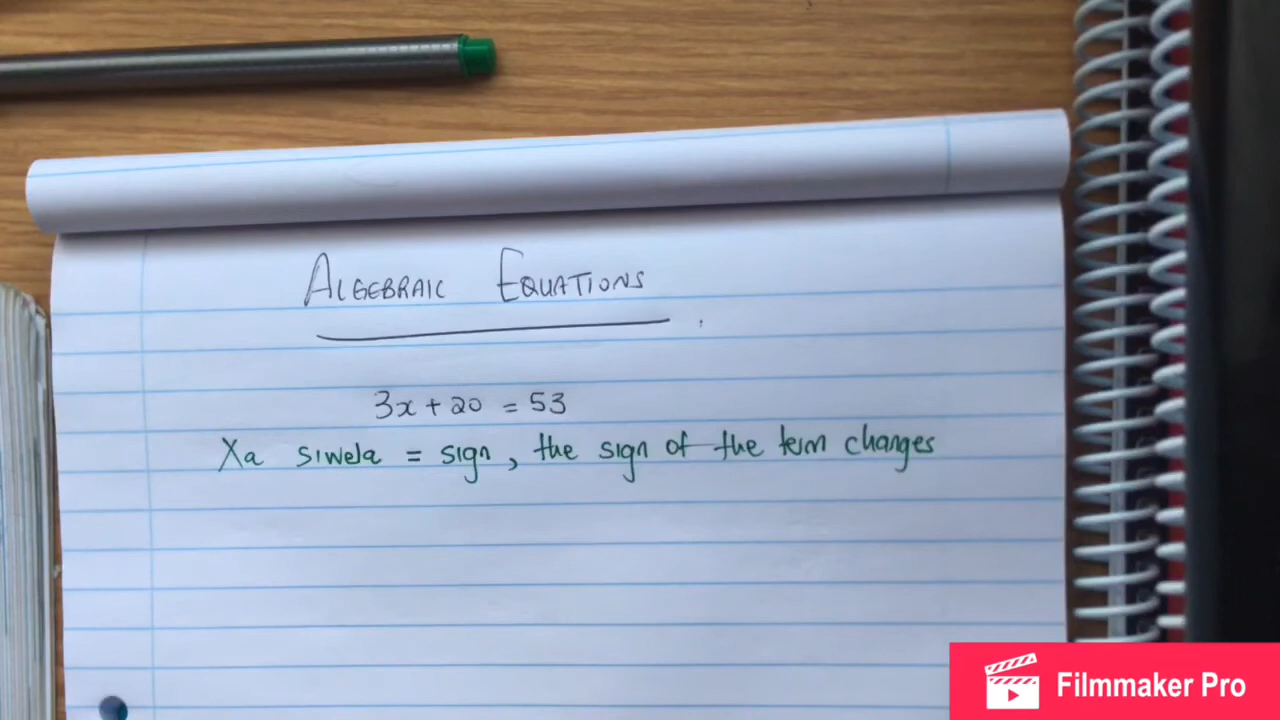 ALGEBRAIC EQUATIONS
3x + 20 = 53
Xa siwela = sign, the sign of the term changes
Filmmaker Pro